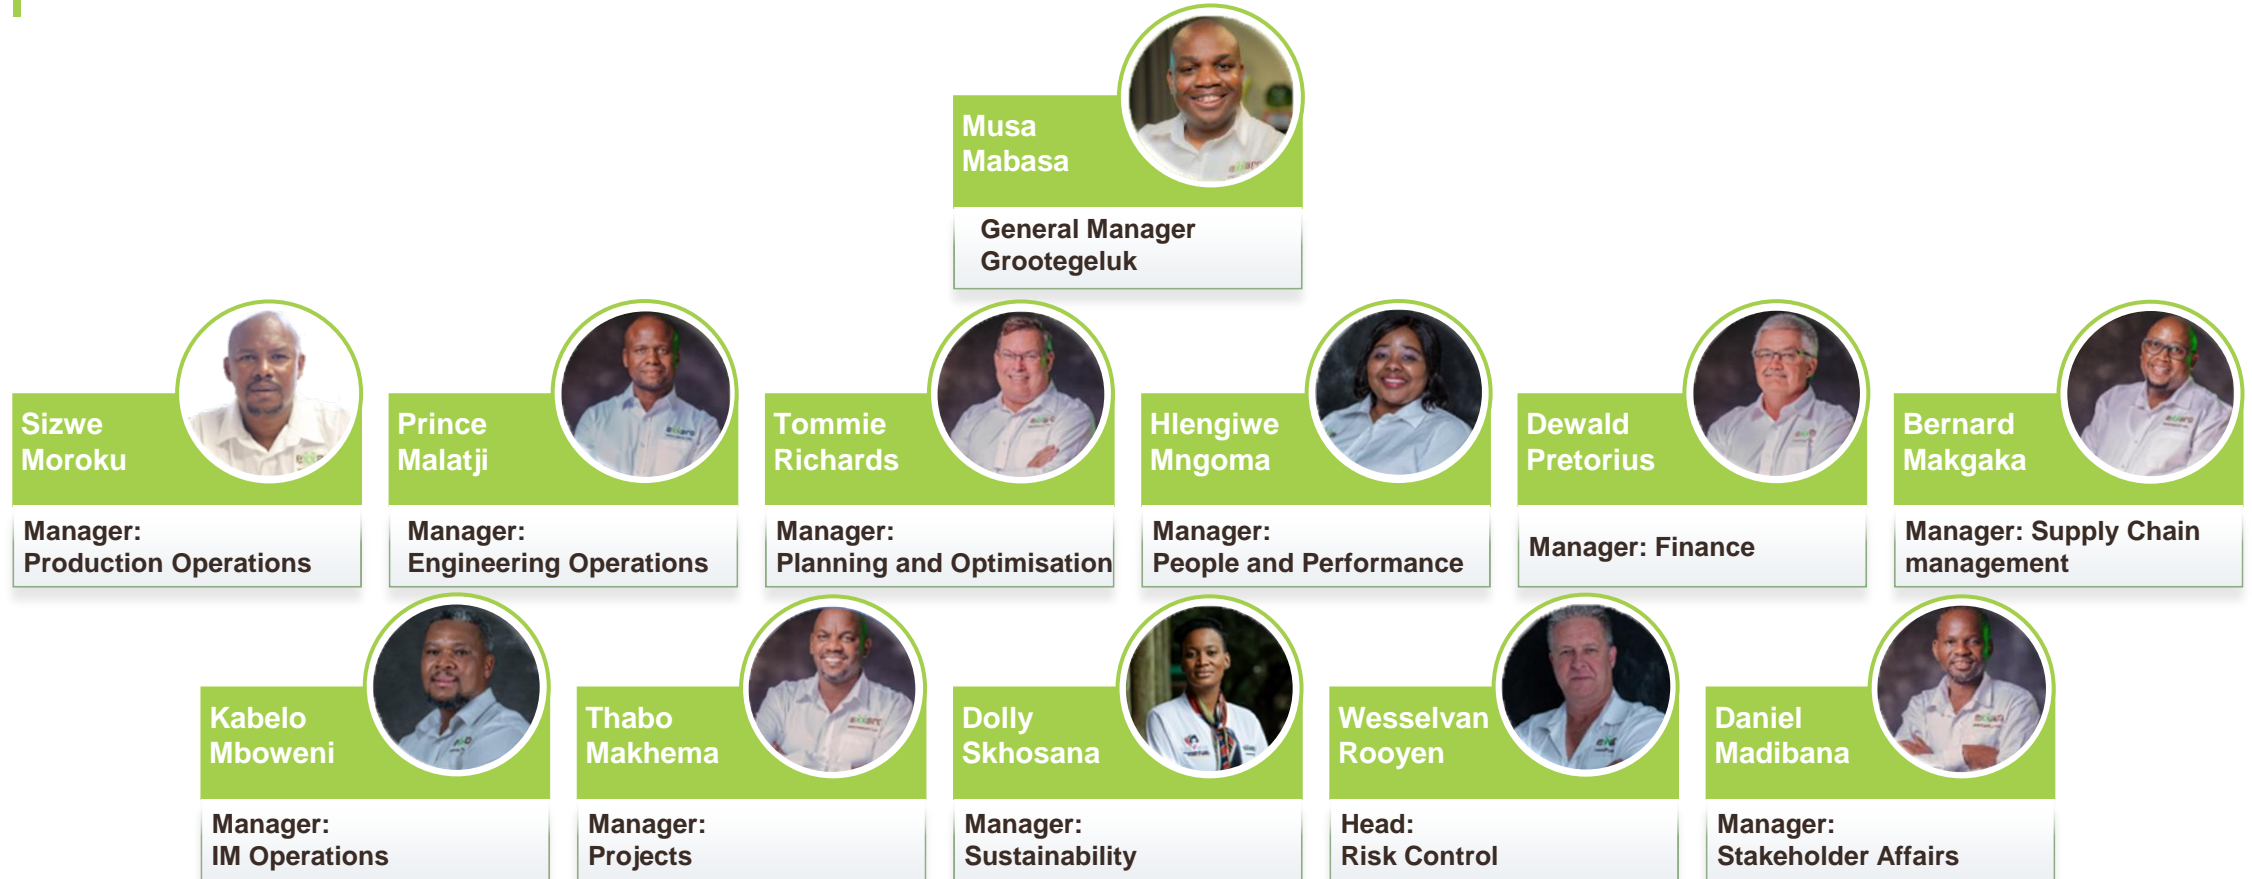 Musa
Mabasa
General Manager
Grootegeluk
Sizwe
Moroku
Manager:
Production Operations
Prince
Malatji
Manager:
Engineering Operations
Tommie
Richards
Manager:
Planning and Optimisation
Hlengiwe
Mngoma
Manager:
People and Performance
Dewald
Pretorius
Manager: Finance
Bernard
Makgaka
Manager: Supply Chain
management
Kabelo
Mboweni
Manager:
IM Operations
Thabo
Makhema
Manager:
Projects
Dolly
Skhosana
Manager:
Sustainability
Wesselvan
Rooyen
Head:
Risk Control
Daniel
Madibana
Manager:
Stakeholder Affairs